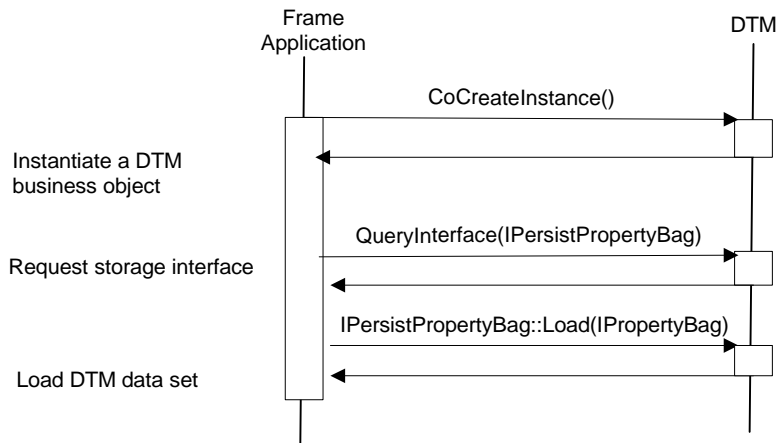 Frame
Application
DTM
CoCreateInstance()
Instantiate a DTM
business object
QueryInterface(IPersistPropertyBag)
Request storage interface
IPersistPropertyBag::Load(IPropertyBag)
Load DTM data set